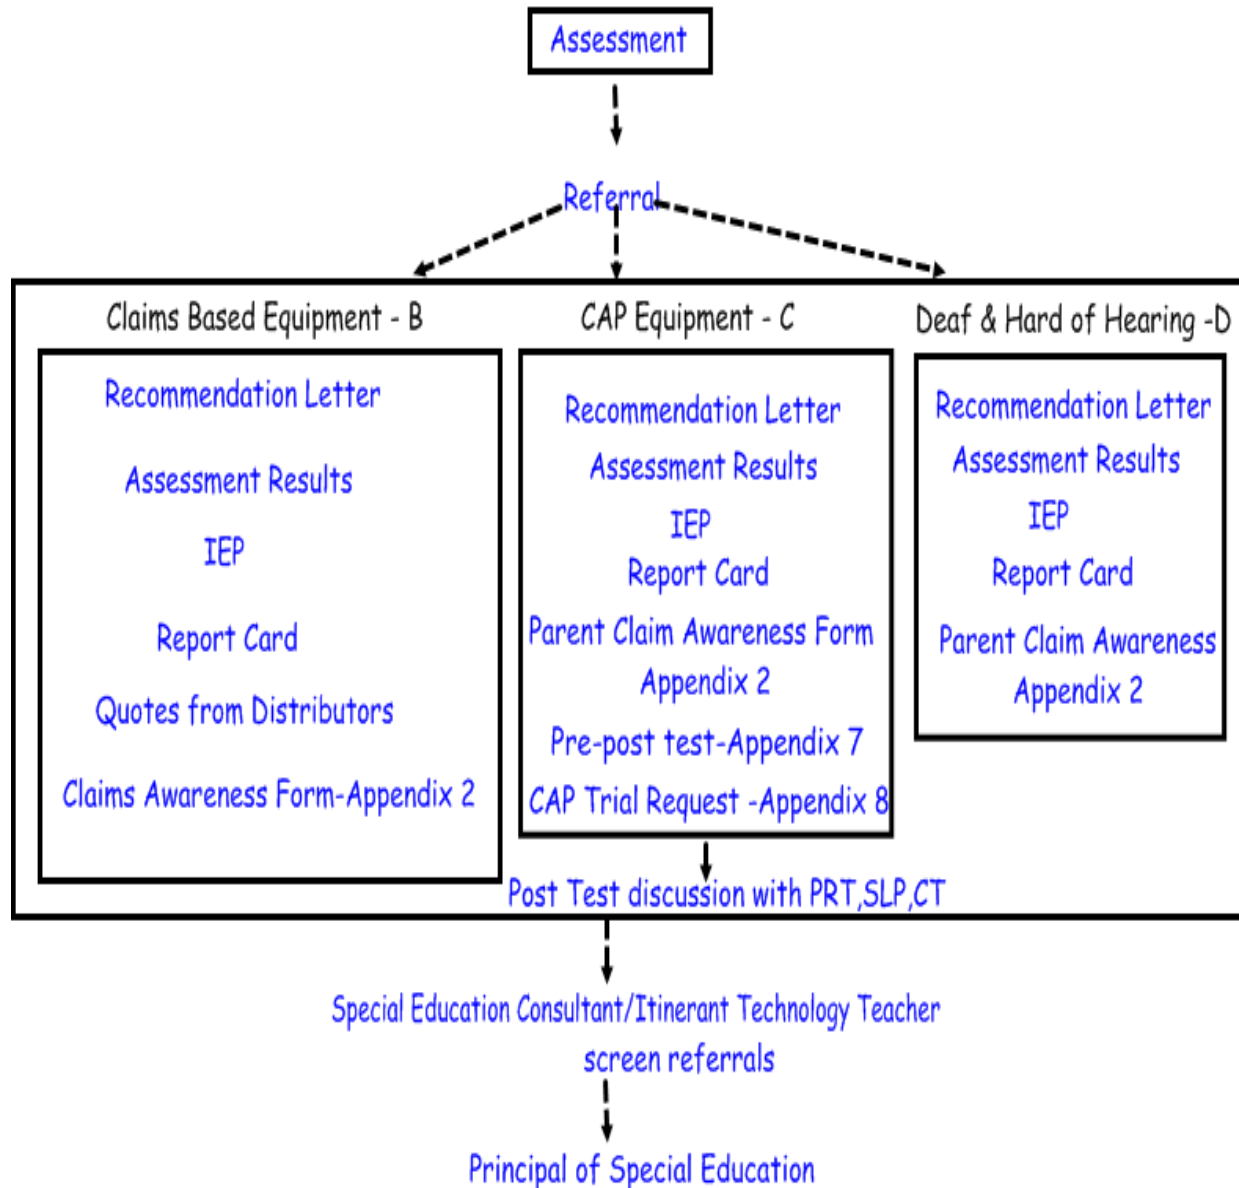 Assessment
Referral
Claims Based Equipment - B
Recommendation Letter
Assessment Results
IEP
Report Card
Quotes from Distributors
Claims Awareness Form-Appendix 2
CAP Equipment - C
Recommendation Letter
Assessment Results
IEP
Report Card
Parent Claim Awareness Form
Appendix 2
Pre-post test-Appendix 7
CAP Trial Request -Appendix 8
Post Test discussion with PRT,SLP,CT
Deaf & Hard of Hearing -D
Recommendation Letter
Assessment Results
IEP
Report Card
Parent Claim Awareness
Appendix 2
Special Education Consultant/Itinerant Technology Teacher
screen referrals
Principal of Special Education